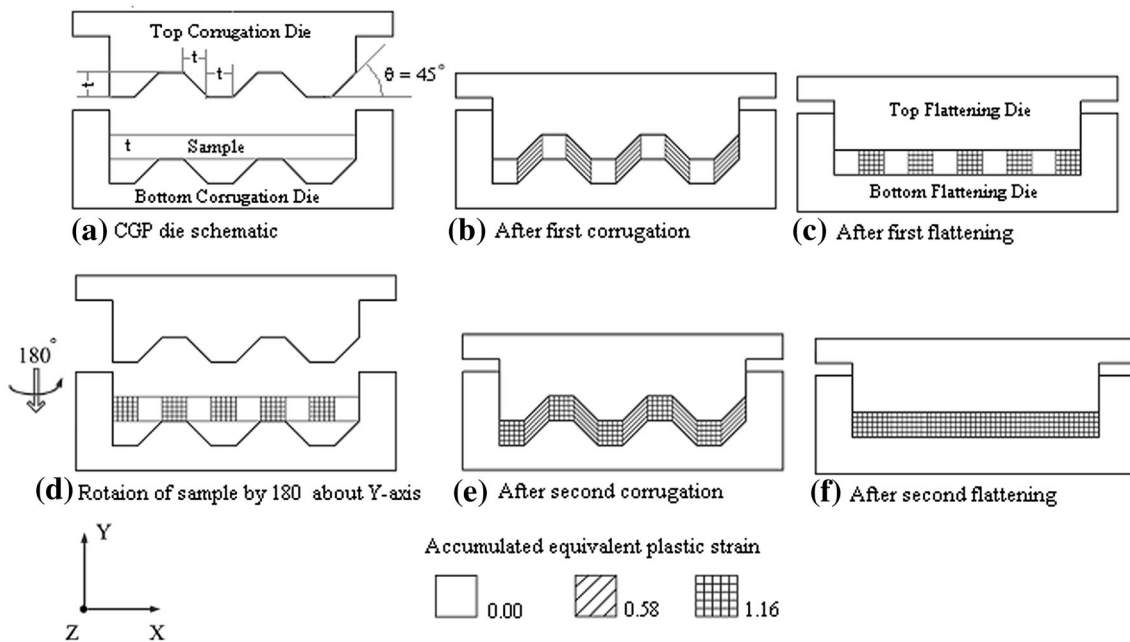 Top Corrugation Die
t
t
t
θ = 45°
t
Sample
Bottom Corrugation Die
(a) CGP die schematic
(b) After first corrugation
Top Flattening Die
Bottom Flattening Die
(c) After first flattening
180°
(d) Rotaion of sample by 180 about Y-axis
(e) After second corrugation
(f) After second flattening
Y
Z
X
Accumulated equivalent plastic strain
0.00
0.58
1.16